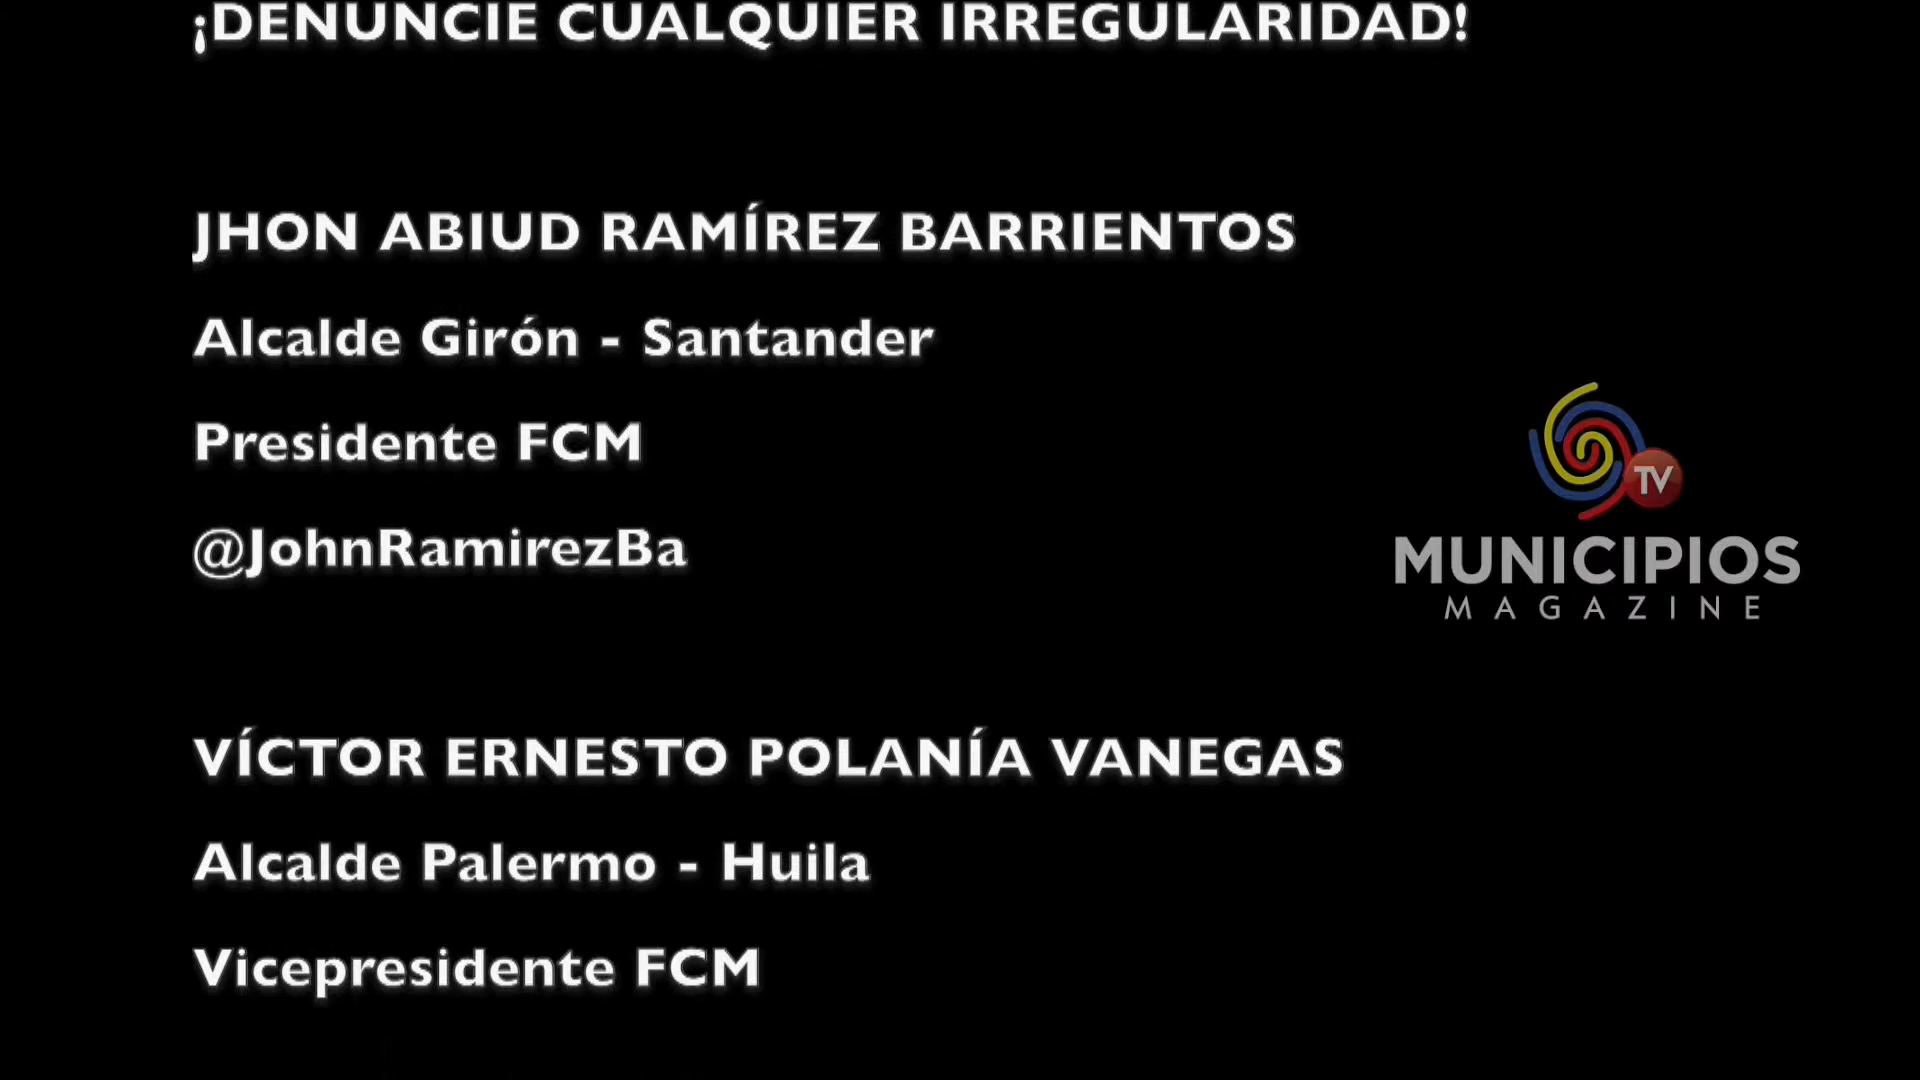 ¡DENUNCIE CUALQUIER IRREGULARIDAD!
JHON ABIUD RAMÍREZ BARRIENTOS
Alcalde Girón - Santander
Presidente FCM
@JohnRamirezBa
TV
MUNICIPIOS
MAGAZINE
VÍCTOR ERNESTO POLANÍA VANEGAS
Alcalde Palermo - Huila
Vicepresidente FCM